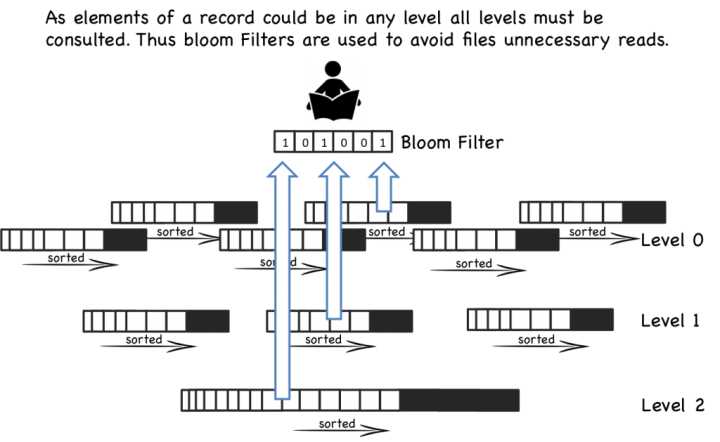 As elements of a record could be in any level all levels must be
consulted. Thus bloom Filters are used to avoid files unnecessary reads.
1 0 1 0 0 1 Bloom Filter
sorted sorted sorted
Level 0
sorted sorted
Level 1
sorted sorted sorted
Level 2
sorted